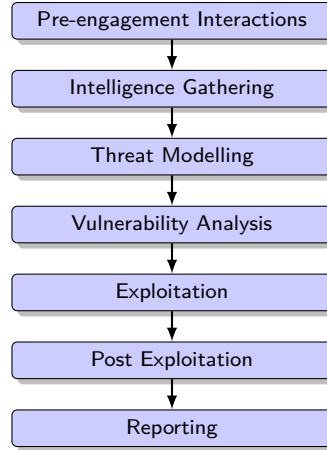 Pre-engagement Interactions
Intelligence Gathering
Threat Modelling
Vulnerability Analysis
Exploitation
Post Exploitation
Reporting